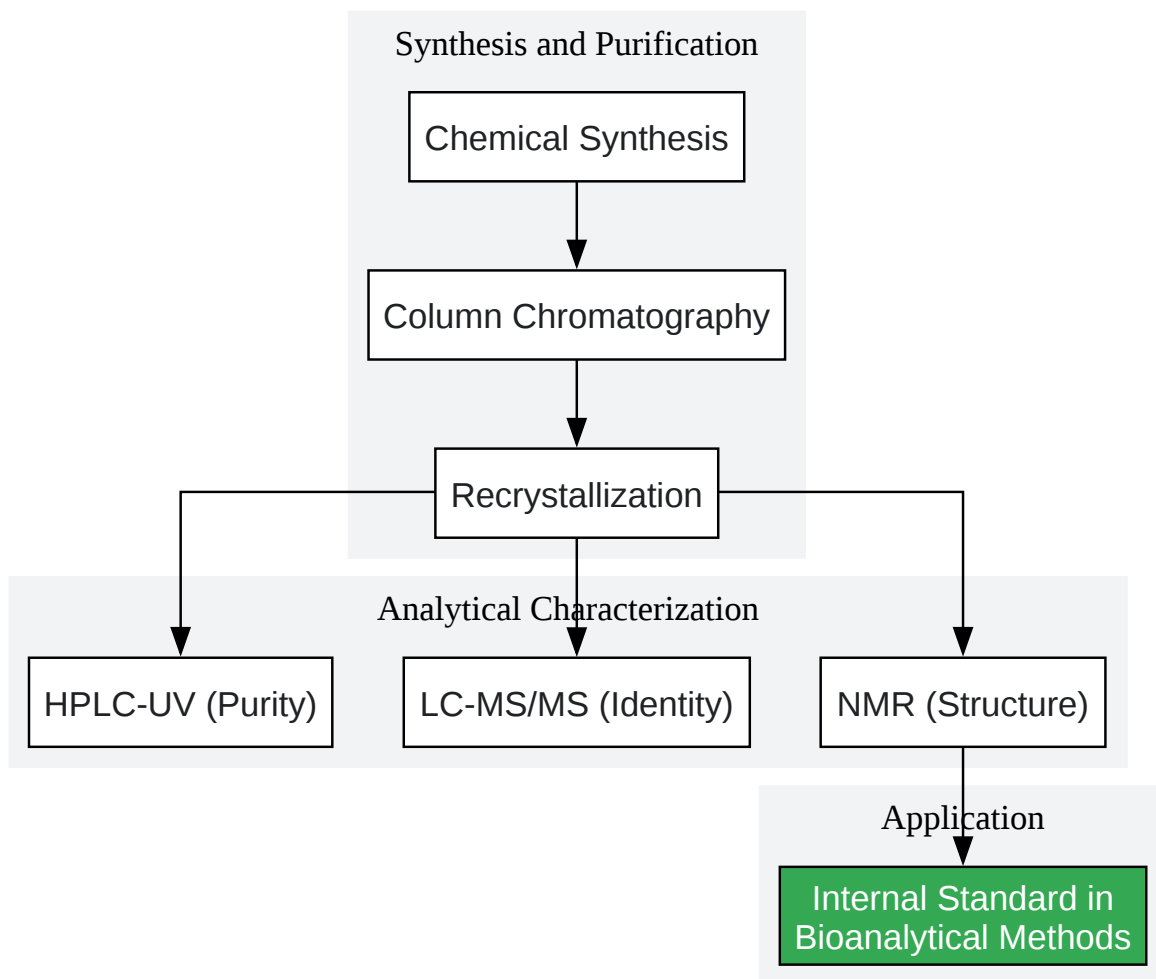 Synthesis and Purification
Chemical Synthesis
Column Chromatography
Recrystallization
Analytical Characterization
HPLC-UV (Purity)
LC-MS/MS (Identity)
NMR (Structure)
Application
Internal Standard in
Bioanalytical Methods